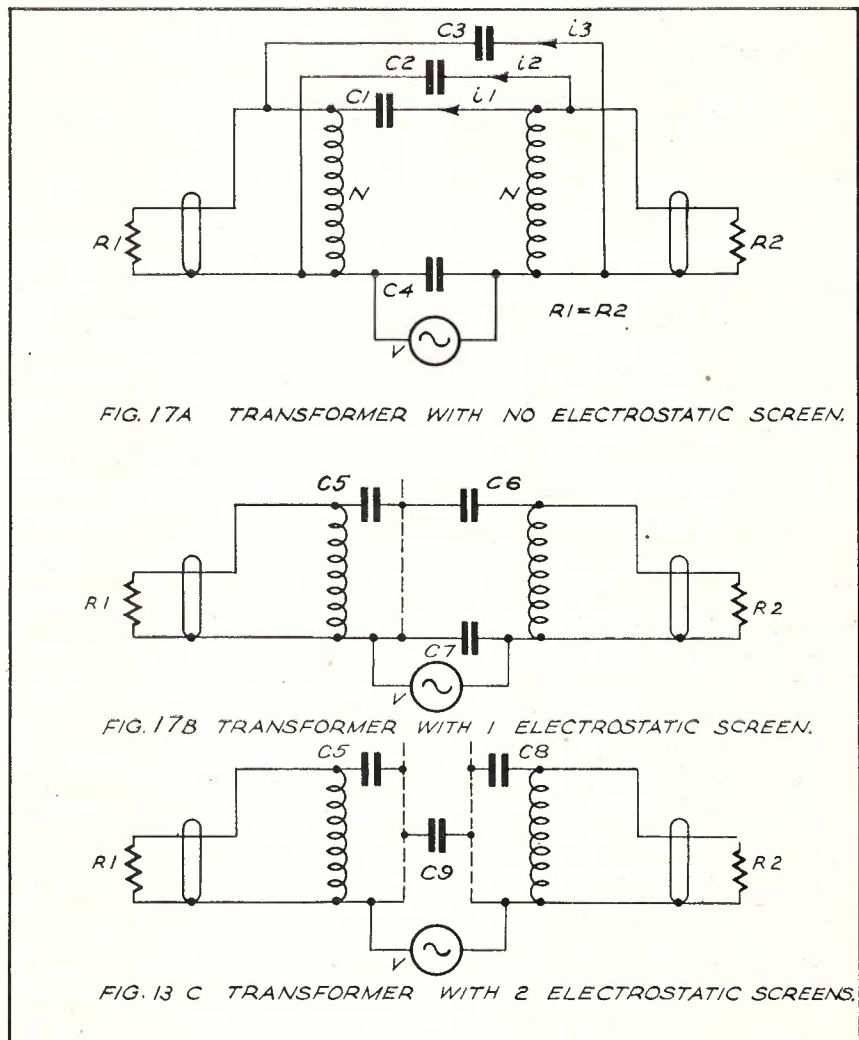 C3 i3
C2 i2
C1 i1
N N
R1 R2
C4
R1=R2
V
FIG. 17A TRANSFORMER WITH NO ELECTROSTATIC SCREEN.
C5 C6
R1 R2
C7
V
FIG. 17B TRANSFORMER WITH 1 ELECTROSTATIC SCREEN.
C5 C8
R1 R2
C9
V
FIG. 13 C TRANSFORMER WITH 2 ELECTROSTATIC SCREENS.